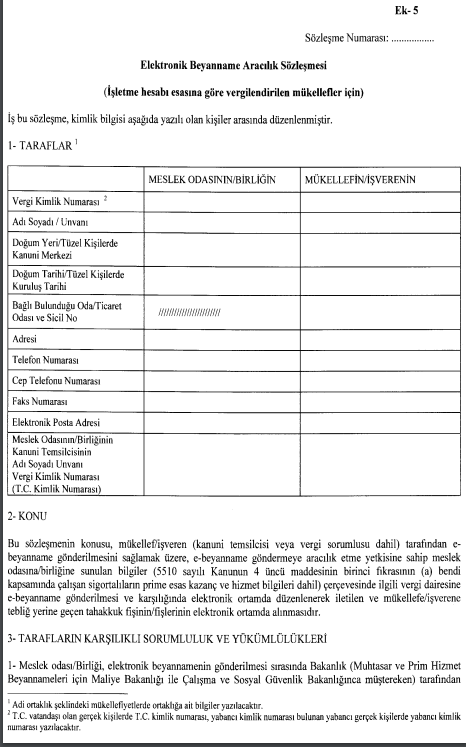 Ek- 5
Sözleşme Numarası: .................
Elektronik Beyanname Aracılık Sözleşmesi
(İşletme hesabı esasına göre vergilendirilen mükellefler için)
İş bu sözleşme, kimlik bilgisi aşağıda yazılı olan kişiler arasında düzenlenmiştir.
1- TARAFLAR 1
MESLEK ODASININ/BİRLİĞİN MÜKELLEFİN/İŞVERENİN
Vergi Kimlik Numarası 2
Adı Soyadı / Unvanı
Doğum Yeri/Tüzel Kişilerde
Kanuni Merkezi
Doğum Tarihi/Tüzel Kişilerde
Kuruluş Tarihi
Bağlı Bulunduğu Oda/Ticaret
Odası ve Sicil No ////////////////////////
Adresi
Telefon Numarası
Cep Telefonu Numarası
Faks Numarası
Elektronik Posta Adresi
Meslek Odasının/Birliğinin
Kanuni Temsilcisinin
Adı Soyadı Unvanı
Vergi Kimlik Numarası
(T.C. Kimlik Numarası)
2- KONU
Bu sözleşmenin konusu, mükellef/işveren (kanuni temsilcisi veya vergi sorumlusu dahil) tarafından e-
beyanname gönderilmesini sağlamak üzere, e-beyanname göndermeye aracılık etme yetkisine sahip meslek
odasına/birliğine sunulan bilgiler (5510 sayılı Kanunun 4 üncü maddesinin birinci fıkrasının (a) bendi
kapsamında çalışan sigortalıların prime esas kazanç ve hizmet bilgileri dahil) çerçevesinde ilgili vergi dairesine
e-beyanname gönderilmesi ve karşılığında elektronik ortamda düzenlenerek iletilen ve mükellefe/işverene
tebliğ yerine geçen tahakkuk fişinin/fişlerinin elektronik ortamda alınmasıdır.
3- TARAFLARIN KARŞILIKLI SORUMLULUK VE YÜKÜMLÜLÜKLERİ
1- Meslek odası/Birliği, elektronik beyannamenin gönderilmesi sırasında Bakanlık (Muhtasar ve Prim Hizmet
Beyannameleri için Maliye Bakanlığı ile Çalışma ve Sosyal Güvenlik Bakanlığınca müştereken) tarafından
1 Adi ortaklık şeklindeki mükellefiyetlerde ortaklığa ait bilgiler yazılacaktır.
2 T.C. vatandaşı olan gerçek kişilerde T.C. kimlik numarası, yabancı kimlik numarası bulunan yabancı gerçek kişilerde yabancı kimlik
numarası yazılacaktır.